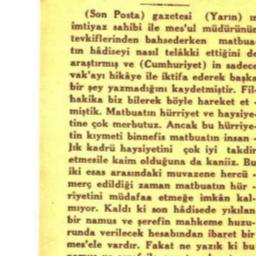 (Son Posta) gazetesi (Yarın) ın
imtiyaz sahibi ile mes'ul müdürünün
tevkiflerinden bahsederken matbua-
tın hâdiseyi nasıl telâkki ettiğini de
araştırmış ve (Cumhuriyet) in sadece
vak'ayı hikâye ile iktifa ederek başka
bir şey yazmadığını kaydetmiştir. Fil-
hakika biz bilerek böyle hareket et -
miştik. Matbuatın hürriyet ve haysiye-
tine çok merbutuz. Ancak bu hürriye-
tin kıymeti binnefis matbuatın insan -
lık kadrü haysiyetini çok iyi takdir
etmesile kaim olduğuna da kaniiz. Bu
iki esas arasındaki muvazene hercü -
merç edildiği zaman matbuatın hür -
riyetini müdafaa etmeğe imkân kal-
mıyor. Kaldı ki son hâdisede yıkılan
bir namus ve şerefin mahkeme huzu-
runda verilecek hesabından ibaret bir
mes'ele vardır. Fakat ne yazık ki bu